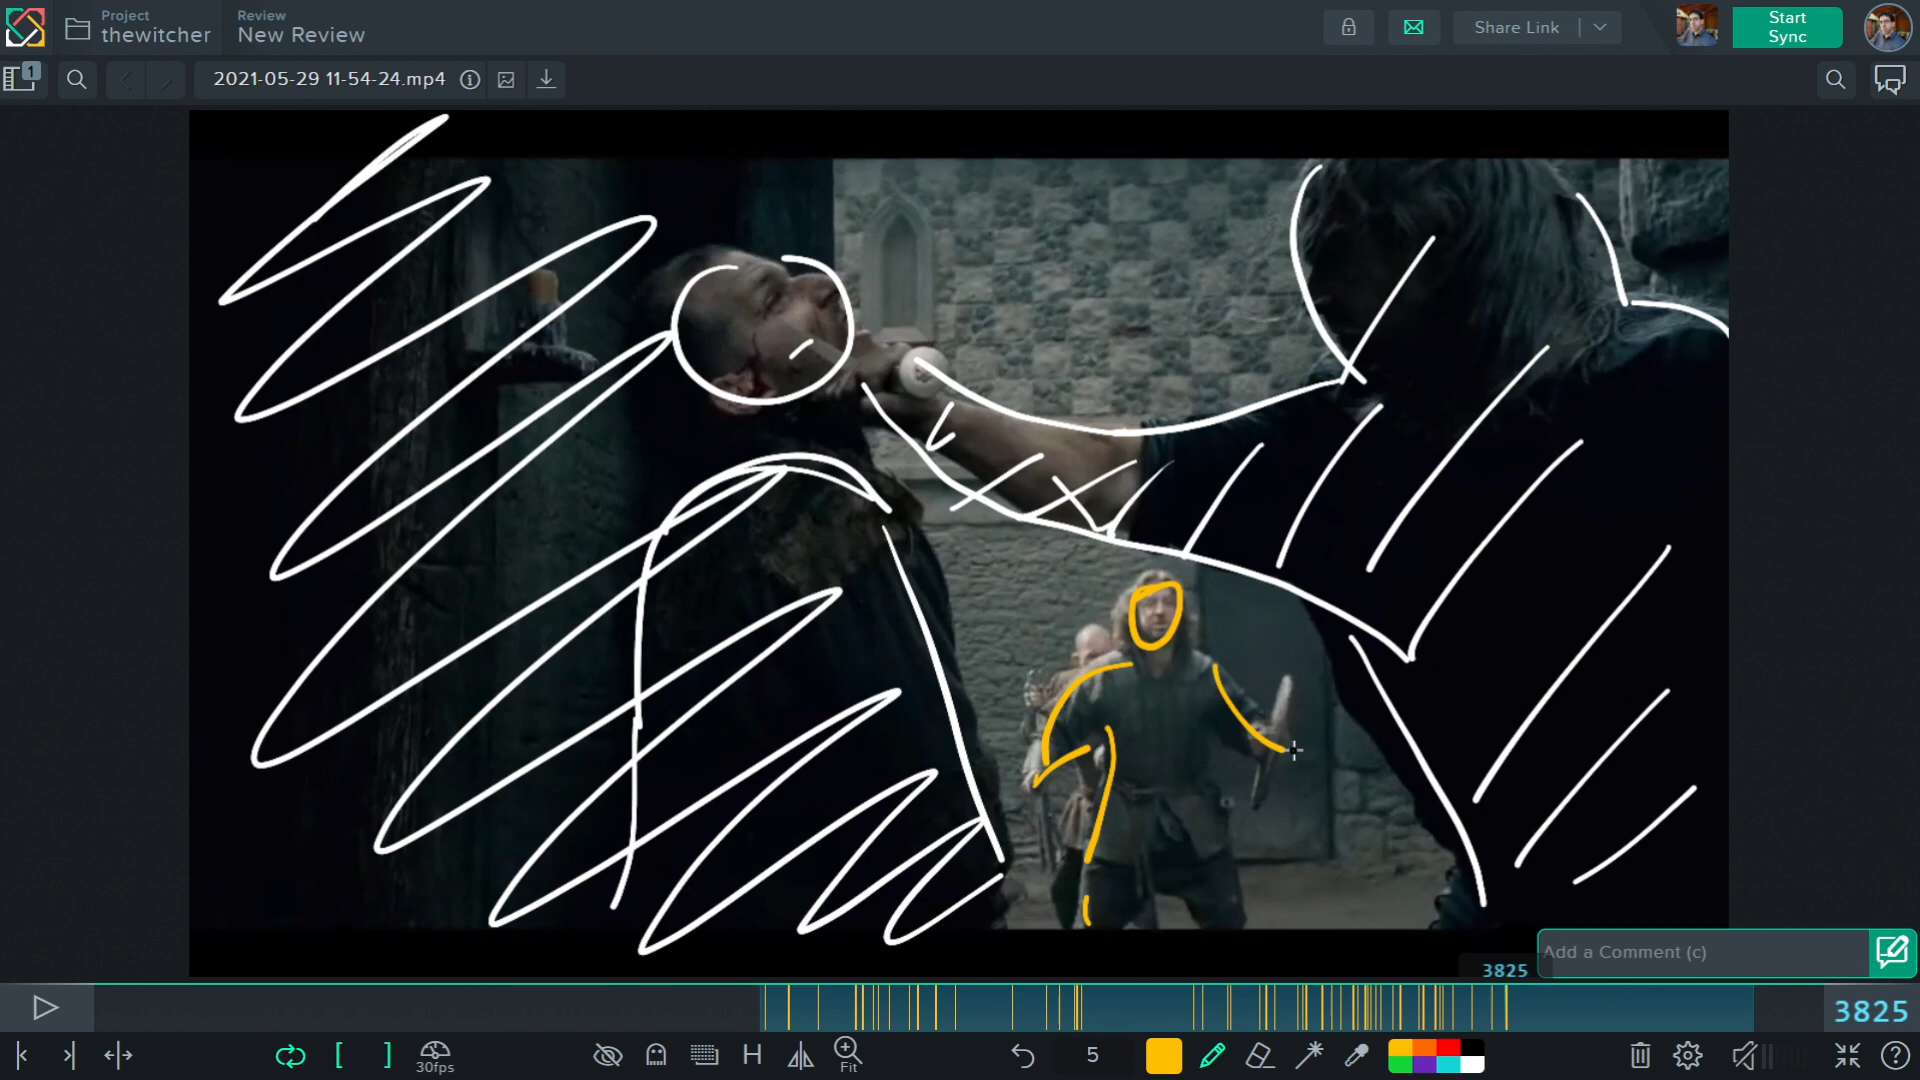 Project
thewitcher
Review
New Review
Share Link
Start
Sync
1
2021-05-29 11-54-24.mp4
Add a Comment (c)
3825
3825
30fps
H
Fit
5